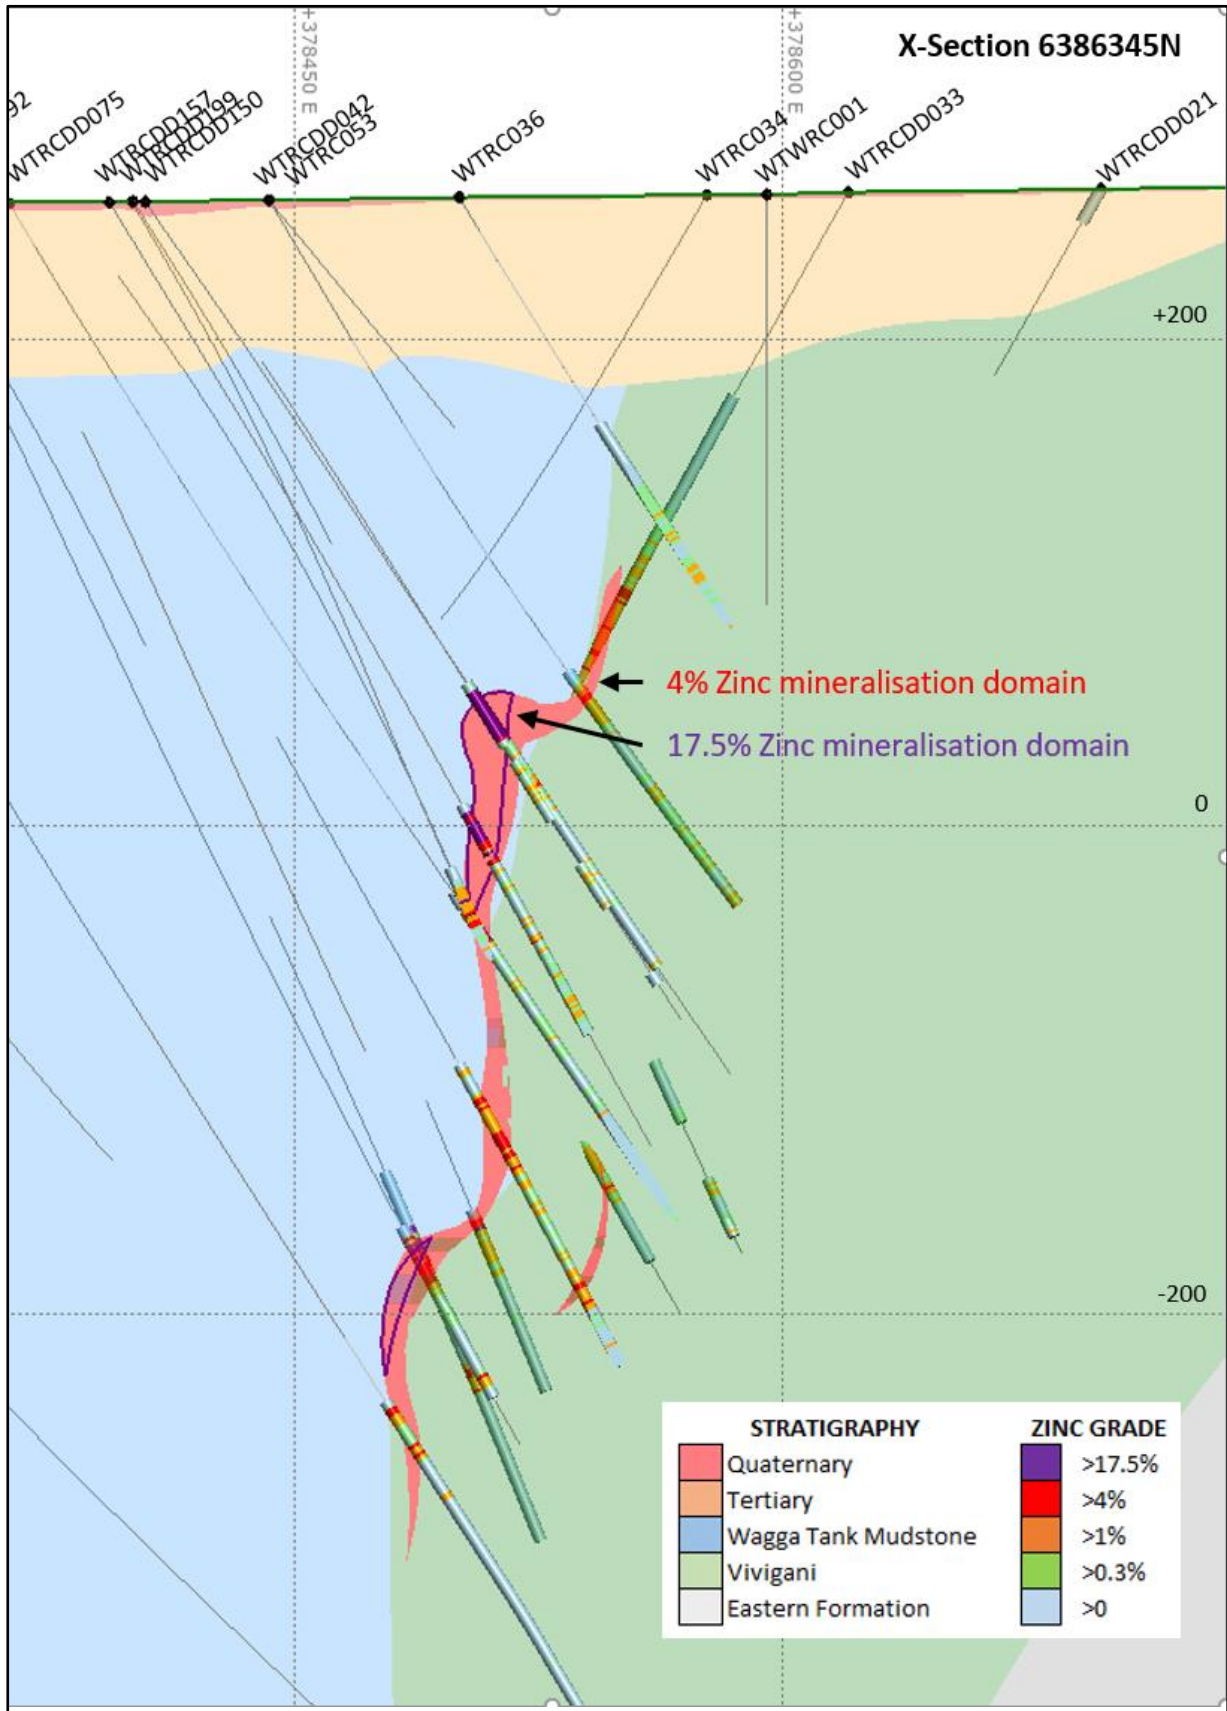 +378450 E
+378600 E
X-Section 6386345N
92
WTRCDD075
WTRCDD157
WTRCDD199
WTRCDD150
WTRCDD042
WTRC053
WTRC036
WTRC034
WTWRC001
WTRCDD033
WTRCDD021
+200
4% Zinc mineralisation domain
17.5% Zinc mineralisation domain
0
-200
STRATIGRAPHY
Quaternary
Tertiary
Wagga Tank Mudstone
Vivigani
Eastern Formation
ZINC GRADE
>17.5%
>4%
>1%
>0.3%
>0